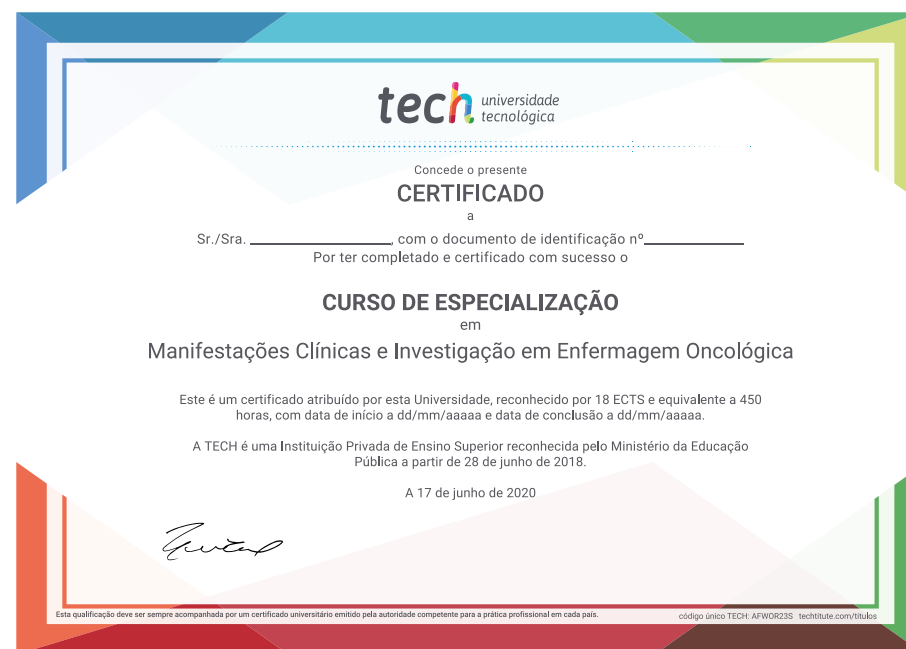 tech universidade
tecnológica
Concede o presente
CERTIFICADO
a
Sr./Sra. ______________, com o documento de identificação nº__________
Por ter completado e certificado com sucesso o
CURSO DE ESPECIALIZAÇÃO
em
Manifestações Clínicas e Investigação em Enfermagem Oncológica
Este é um certificado atribuído por esta Universidade, reconhecido por 18 ECTS e equivalente a 450
horas, com data de início a dd/mm/aaaaa e data de conclusão a dd/mm/aaaaa.
A TECH é uma Instituição Privada de Ensino Superior reconhecida pelo Ministério da Educação
Pública a partir de 28 de junho de 2018.
A 17 de junho de 2020
Esta qualificação deve ser sempre acompanhada por um certificado universitário emitido pela autoridade competente para a prática profissional em cada país.
código único TECH: AFWOR23S techtitute.com/titulos